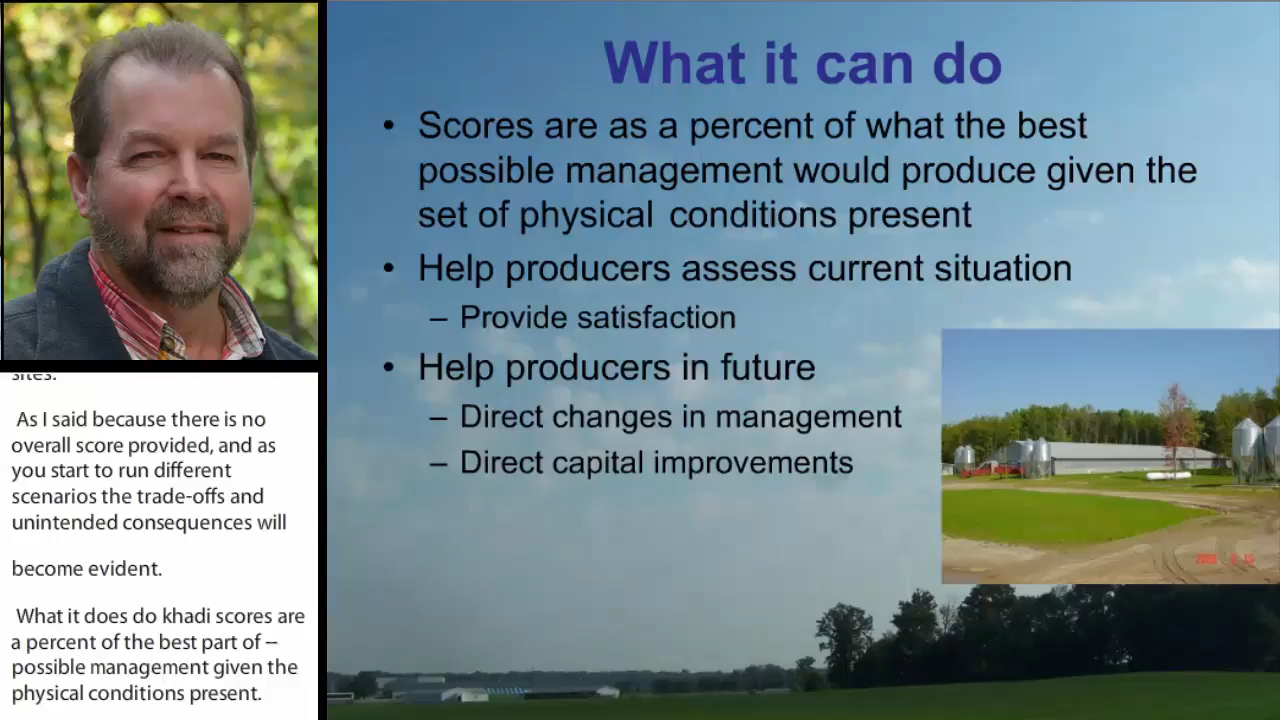 What it can do
• Scores are as a percent of what the best
possible management would produce given the
set of physical conditions present
• Help producers assess current situation
– Provide satisfaction
• Help producers in future
– Direct changes in management
– Direct capital improvements
sites.
As I said because there is no
overall score provided, and as
you start to run different
scenarios the trade-offs and
unintended consequences will
become evident.
What it does do khadi scores are
a percent of the best part of --
possible management given the
physical conditions present.